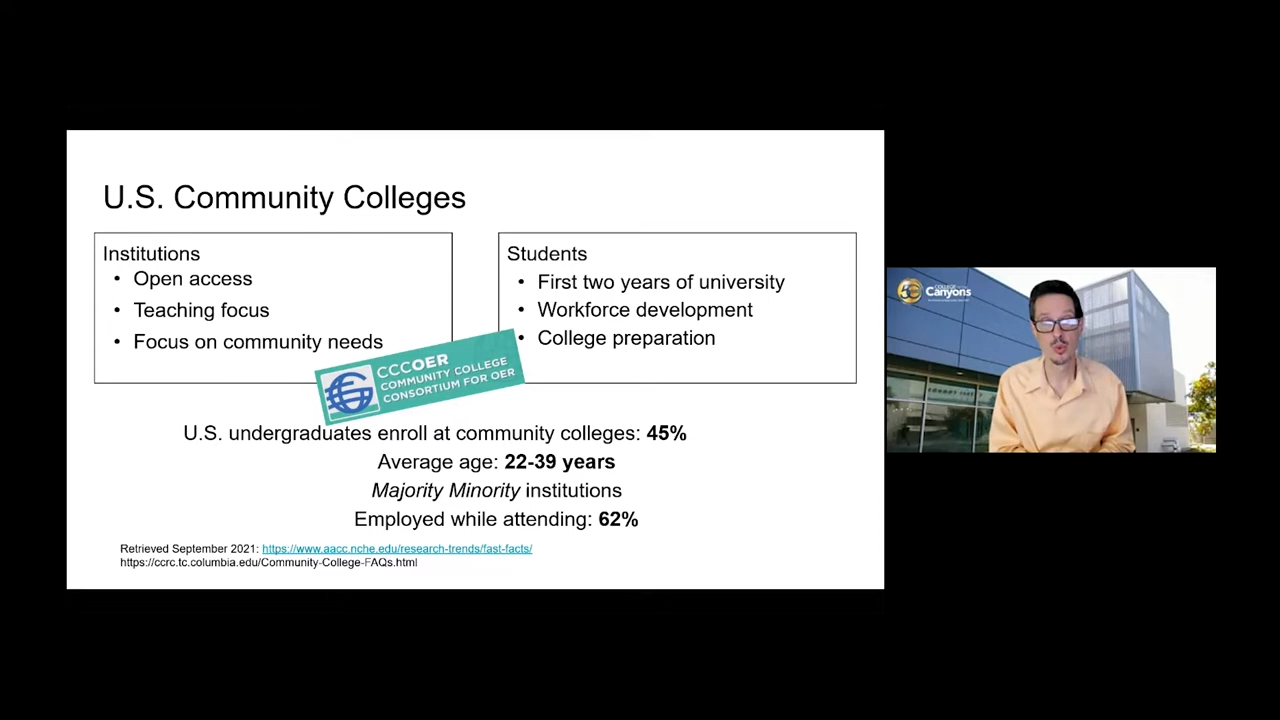 U.S. Community Colleges
Institutions
• Open access
• Teaching focus
• Focus on community needs
Students
• First two years of university
• Workforce development
• College preparation
CCCOER
COMMUNITY COLLEGE
CONSORTIUM FOR OER
U.S. undergraduates enroll at community colleges: 45%
Average age: 22-39 years
Majority Minority institutions
Employed while attending: 62%
Retrieved September 2021: https://www.aacc.nche.edu/research-trends/fast-facts/
https://ccrc.tc.columbia.edu/Community-College-FAQs.html
Canyons